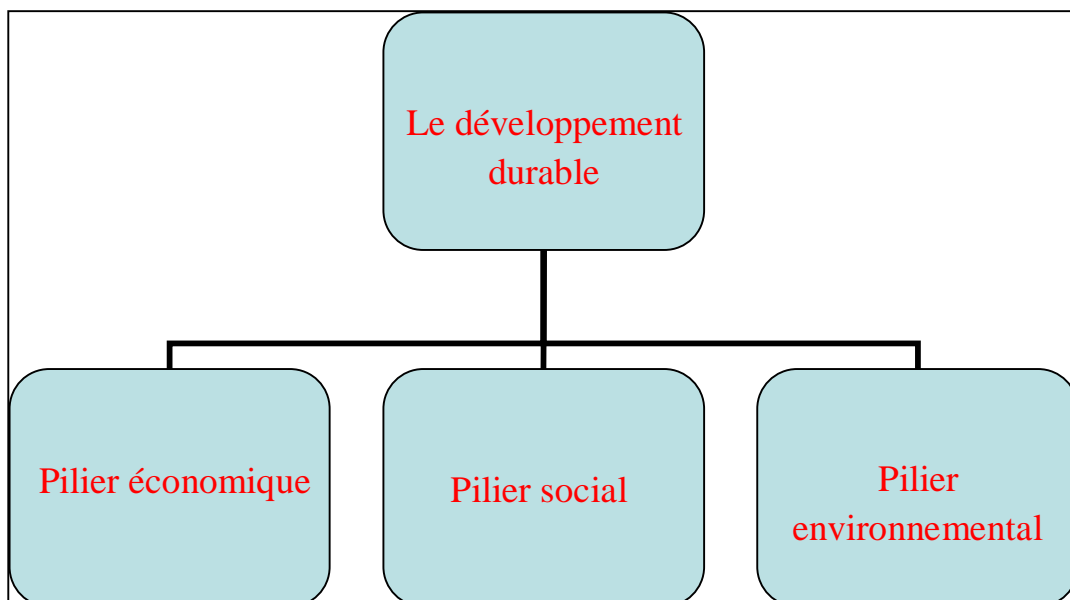 Le développement
durable
Pilier économique
Pilier social
Pilier
environnemental